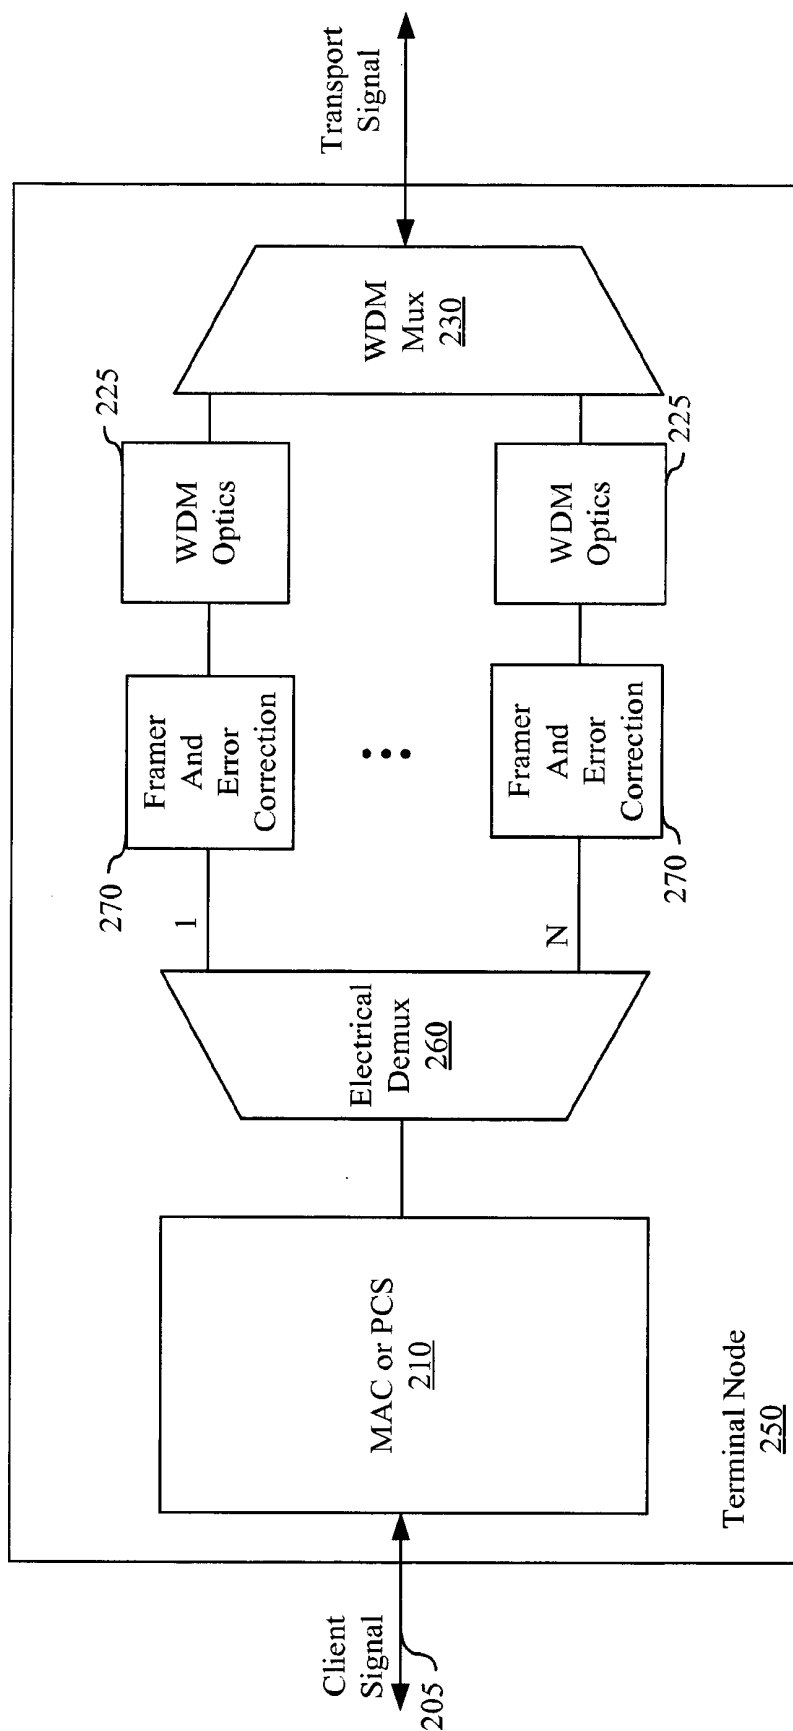 Client
Signal
205
MAC or PCS
210
Terminal Node
250
Electrical
Demux
260
1
N
270
Framer
And
Error
Correction
Framer
And
Error
Correction
270
225
WDM
Optics
WDM
Optics
225
WDM
Mux
230
Transport
Signal